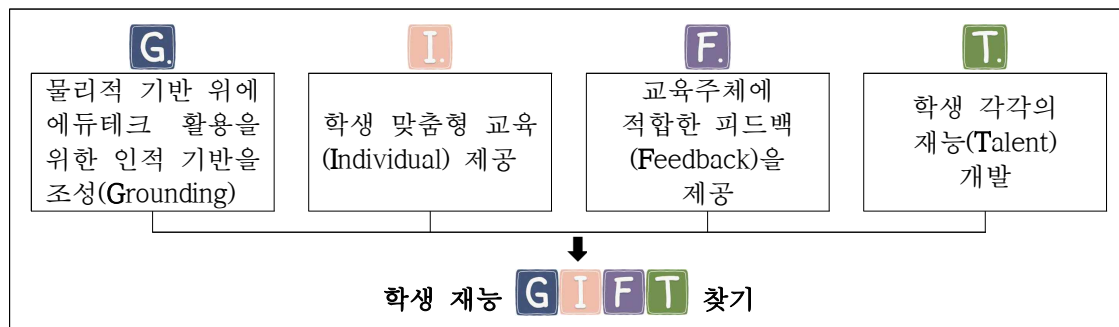 G.
물리적 기반 위에
에듀테크 활용을
위한 인적 기반을
조성(Grounding)
I.
학생 맞춤형 교육
(Individual) 제공
F.
교육주체에
적합한 피드백
(Feedback)을
제공
T.
학생 각각의
재능(Talent)
개발
학생 재능 GIFT 찾기